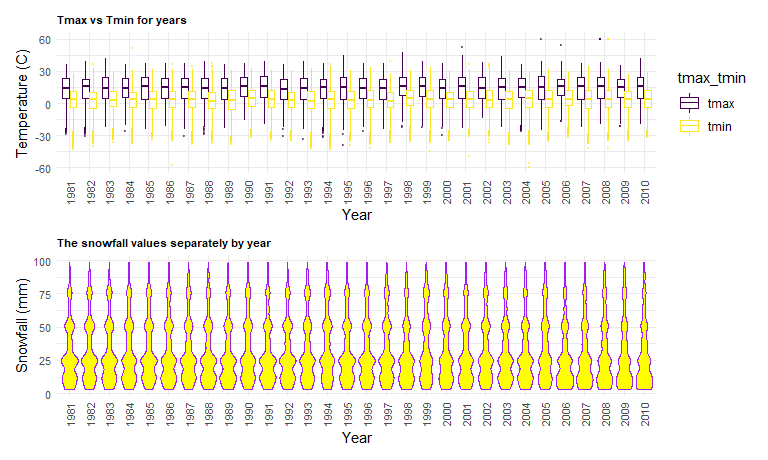 Tmax vs Tmin for years
Temperature (C)
60
30
0
-30
-60
1981 1982 1983 1984 1985 1986 1987 1988 1989 1990 1991 1992 1993 1994 1995 1996 1997 1998 1999 2000 2001 2002 2003 2004 2005 2006 2007 2008 2009 2010
Year
tmax_tmin
tmax
tmin
The snowfall values separately by year
Snowfall (mm)
100
75
50
25
0
1981 1982 1983 1984 1985 1986 1987 1988 1989 1990 1991 1992 1993 1994 1995 1996 1997 1998 1999 2000 2001 2002 2003 2004 2005 2006 2007 2008 2009 2010
Year